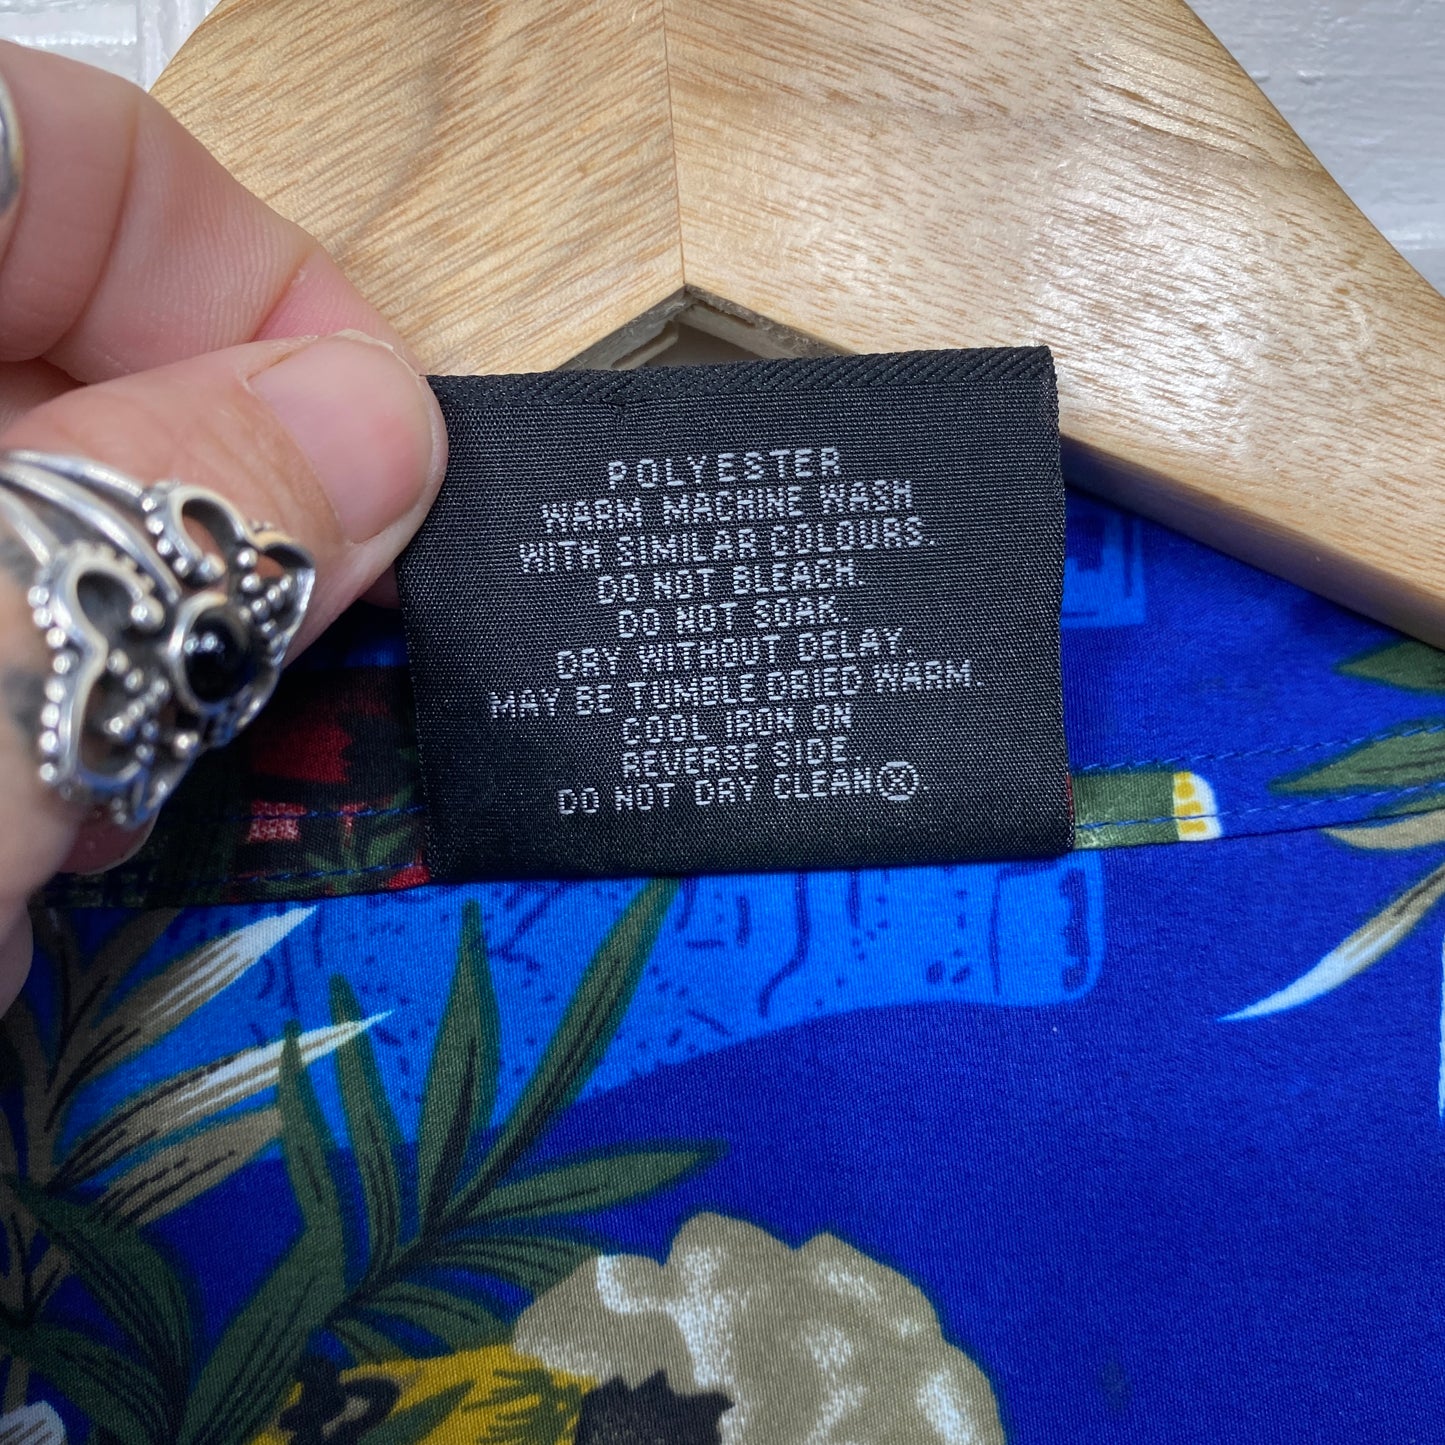 POLYESTER
WARM MACHINE WASH
WITH SIMILAR COLOURS.
DO NOT BLEACH.
DO NOT SOAK.
DRY WITHOUT DELAY.
MAY BE TUMBLE DRIED WARM.
COOL IRON ON
REVERSE SIDE
DO NOT DRY CLEAN Ⓧ